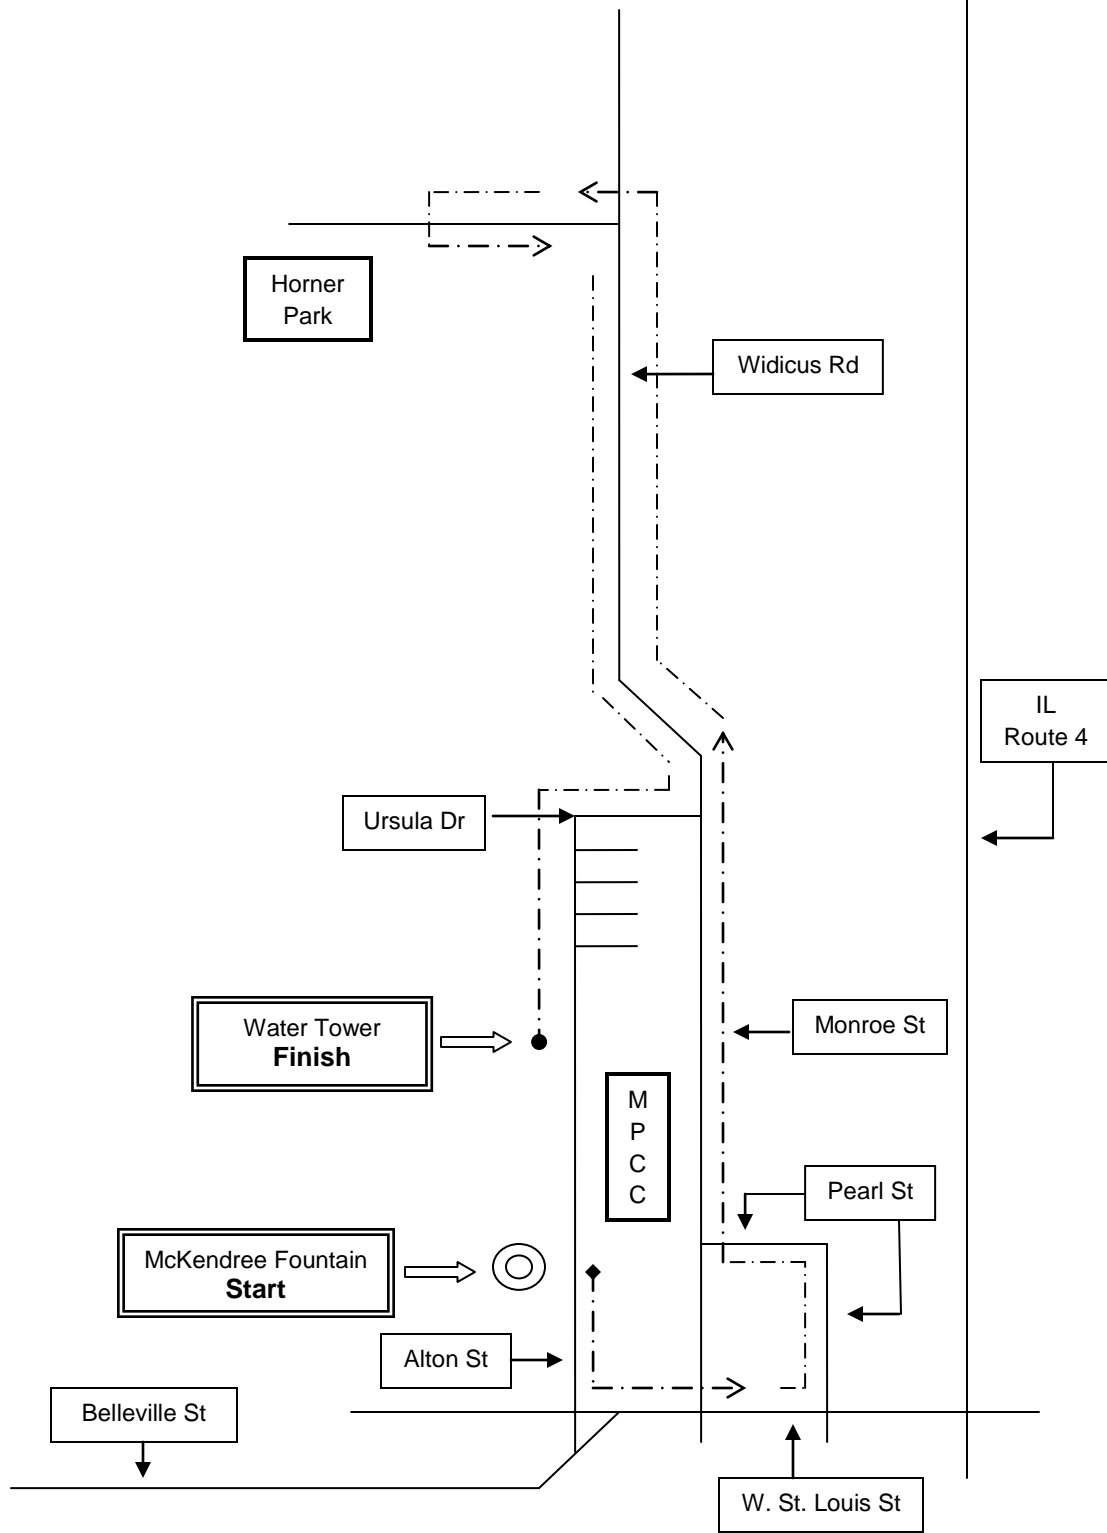 Horner
Park
Widicus Rd
IL
Route 4
Ursula Dr
Water Tower
Finish
Monroe St
M
P
C
C
Pearl St
McKendree Fountain
Start
Alton St
Belleville St
W. St. Louis St